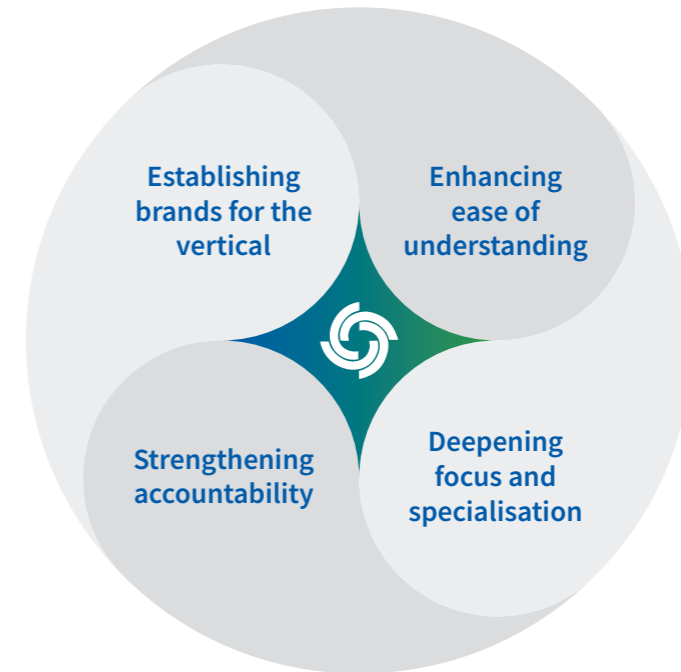 Establishing
brands for the
vertical
Enhancing
ease of
understanding
Strengthening
accountability
Deepening
focus and
specialisation